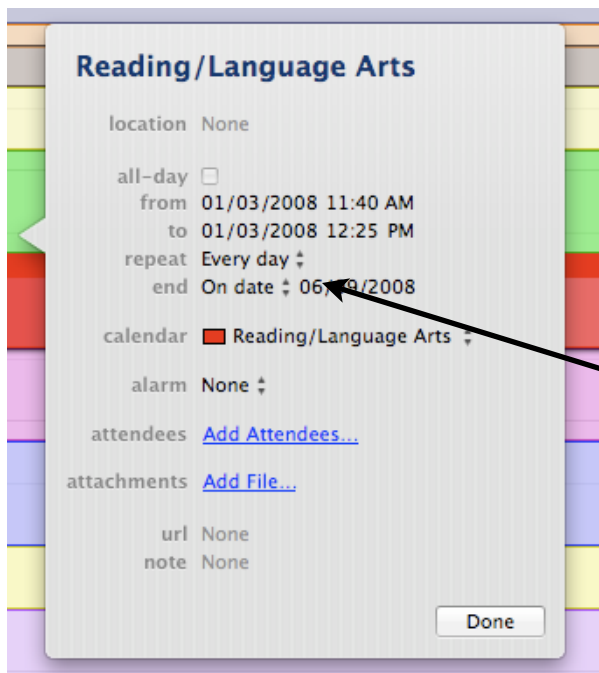 Reading/Language Arts
location None
all-day
from 01/03/2008 11:40 AM
to 01/03/2008 12:25 PM
repeat Every day
end On date
calendar Reading/Language Arts
alarm None
attendees Add Attendees...
attachments Add File...
url None
note None
Done